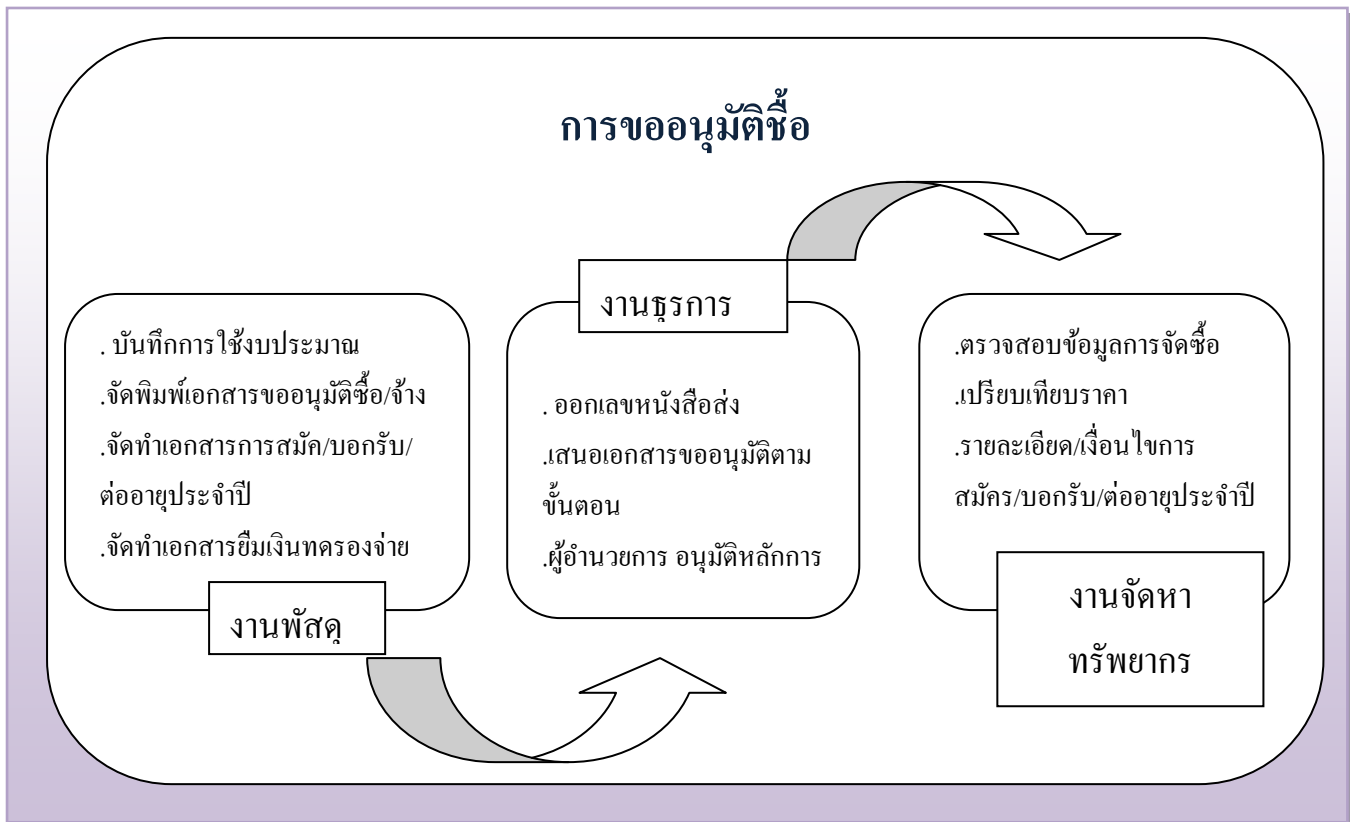 การขออนุมัติซื้อ
. บันทึกการใช้งบประมาณ
.จัดพิมพ์เอกสารขออนุมัติซื้อ/จ้าง
.จัดทำเอกสารการสมัค/บอกรับ/
ต่ออายุประจำปี
.จัดทำเอกสารยืมเงินทดรองจ่าย
งานพัสดุ
งานธุรการ
. ออกเลขหนังสือส่ง
.เสนอเอกสารขออนุมัติตาม
ขั้นตอน
.ผู้อำนวยการ อนุมัติหลักการ
.ตรวจสอบข้อมูลการจัดซื้อ
.เปรียบเทียบราคา
.รายละเอียด/เงื่อนไขการ
สมัคร/บอกรับ/ต่ออายุประจำปี
งานจัดหา
ทรัพยากร